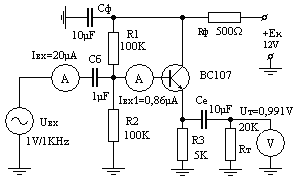 Cф
10µF
Rф 500Ω
+Eк
12V
Iвх=20µA
R1
100K
Cб
A
A
BC107
1µF
Iвх1=0,86µA
Uвх
1V/1KHz
R2
100K
Ce
10µF
Uт=0,991V
R3
5K
20K
Rт
V